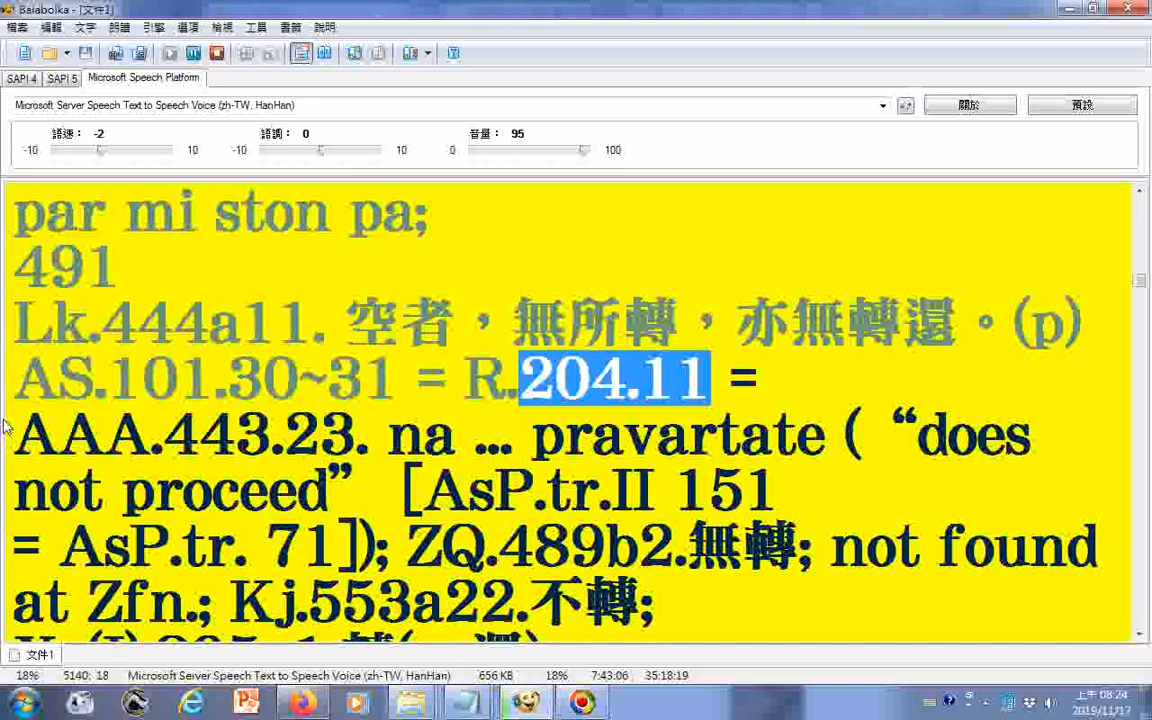 Balabolka - [文件1]
檔案 編輯 文字 朗讀 引擎 選項 檢視 工具 書籤 說明
SAPI 4 SAPI 5 Microsoft Speech Platform
Microsoft Server Speech Text to Speech Voice (zh-TW, HanHan) 關於 預設
語速： -2 語調： 0 音量： 95
-10 10 -10 10 0 100
par mi ston pa;
491
Lk.444a11. 空者，無所轉，亦無轉還。(p)
AS.101.30~31 = R.204.11 =
AAA.443.23. na ... pravartate (“does
not proceed” [AsP.tr.II 151
= AsP.tr. 71]); ZQ.489b2.無轉; not found
at Zfn.; Kj.553a22.不轉;
文件1
18% 5140; 18 Microsoft Server Speech Text to Speech Voice (zh-TW, HanHan) 656 KB 18% 7:43:06 35:18:19
上午 08:24
2019/11/17